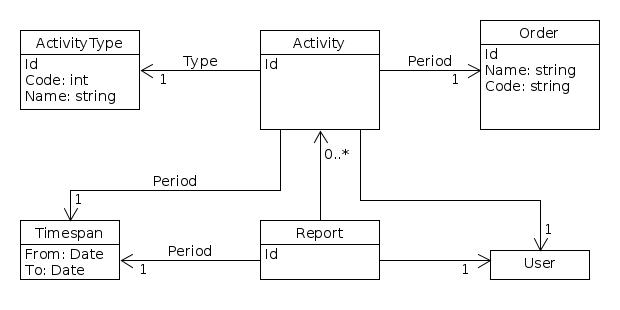 ActivityType
Id
Code: int
Name: string
Type
1
Activity
Id
Period
1
Order
Id
Name: string
Code: string
Period
1
0..*
1
Timespan
From: Date
To: Date
Period
1
Report
Id
1
User